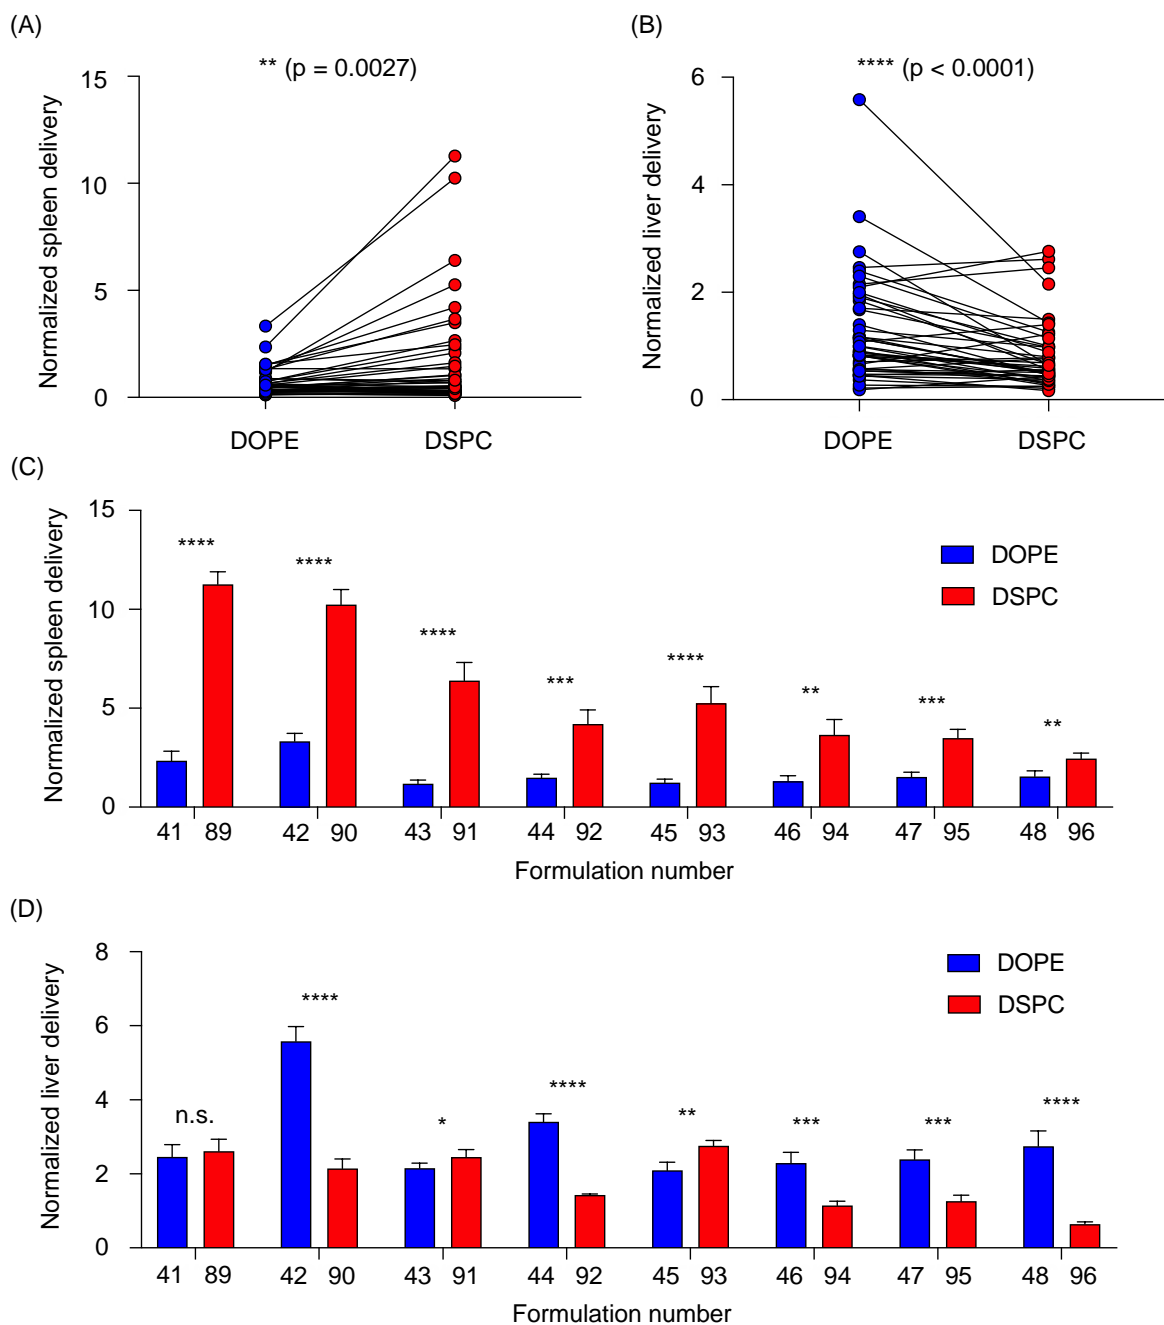 (A)
** (p = 0.0027)
Normalized spleen delivery
15
10
5
0
DOPE DSPC
(B)
**** (p < 0.0001)
Normalized liver delivery
6
4
2
0
DOPE DSPC
(C)
Normalized spleen delivery
15
10
5
0
**** **** **** *** **** ** *** **
DOPE
DSPC
41 89 42 90 43 91 44 92 45 93 46 94 47 95 48 96
Formulation number
(D)
Normalized liver delivery
8
6
4
2
0
n.s. **** * **** ** *** *** ****
DOPE
DSPC
41 89 42 90 43 91 44 92 45 93 46 94 47 95 48 96
Formulation number